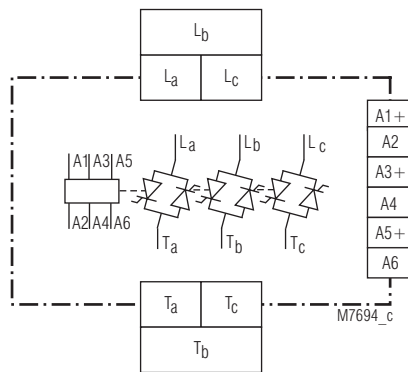 Lb
La Lc
A1+
A2
A3+
A4
A5+
A6
La Lb Lc
A1 A3 A5
A2 A4 A6
Ta Tb Tc
Ta Tc
Tb
M7694_c